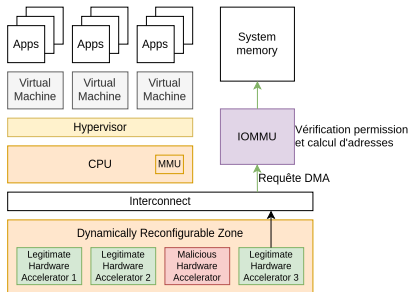 Apps
Apps
Apps
System
memory
Virtual
Machine
Virtual
Machine
Virtual
Machine
Hypervisor
IOMMU
Vérification permission
et calcul d'adresses
CPU
MMU
Requête DMA
Interconnect
Dynamically Reconfigurable Zone
Legitimate
Hardware
Accelerator 1
Legitimate
Hardware
Accelerator 2
Malicious
Hardware
Accelerator
Legitimate
Hardware
Accelerator 3